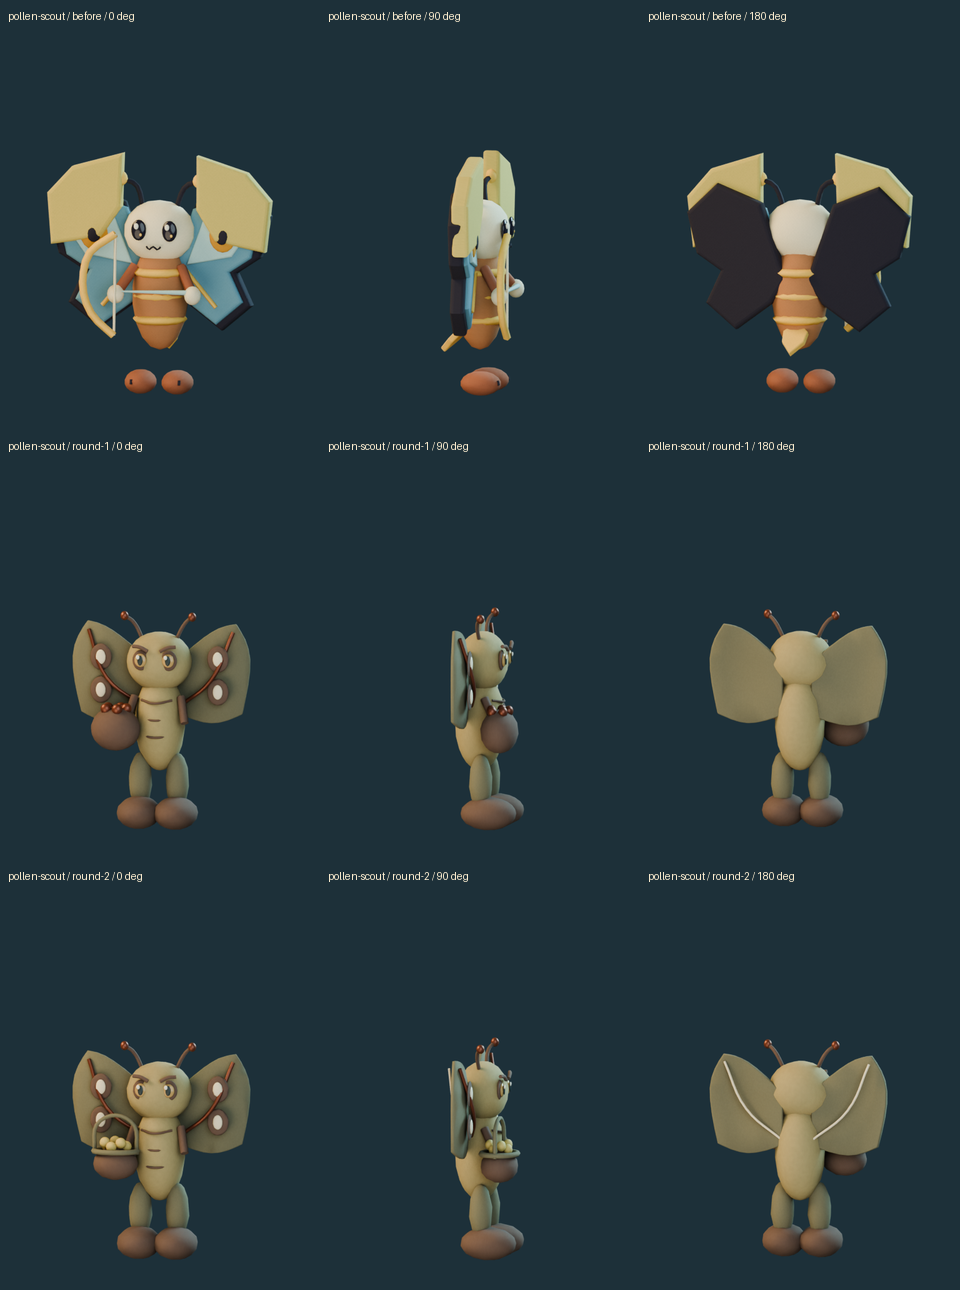 pollen-scout / before / 0 deg
pollen-scout / before / 90 deg
pollen-scout / before / 180 deg
pollen-scout / round-1 / 0 deg
pollen-scout / round-1 / 90 deg
pollen-scout / round-1 / 180 deg
pollen-scout / round-2 / 0 deg
pollen-scout / round-2 / 90 deg
pollen-scout / round-2 / 180 deg